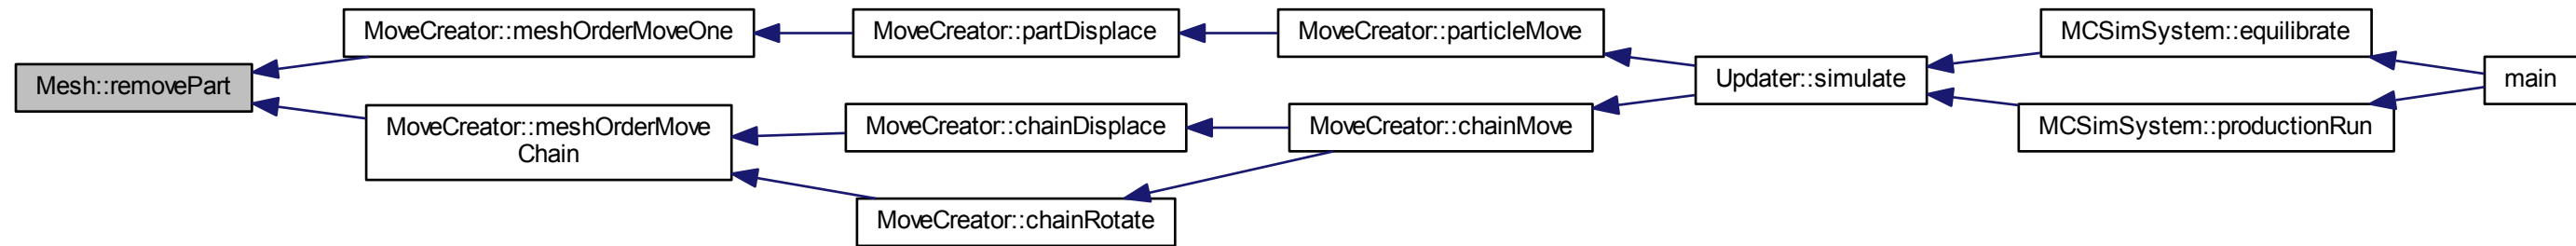 Mesh::removePart
MoveCreator::meshOrderMoveOne
MoveCreator::meshOrderMove
Chain
MoveCreator::partDisplace
MoveCreator::chainDisplace
MoveCreator::chainRotate
MoveCreator::particleMove
MoveCreator::chainMove
Updater::simulate
MCSimSystem::equilibrate
MCSimSystem::productionRun
main